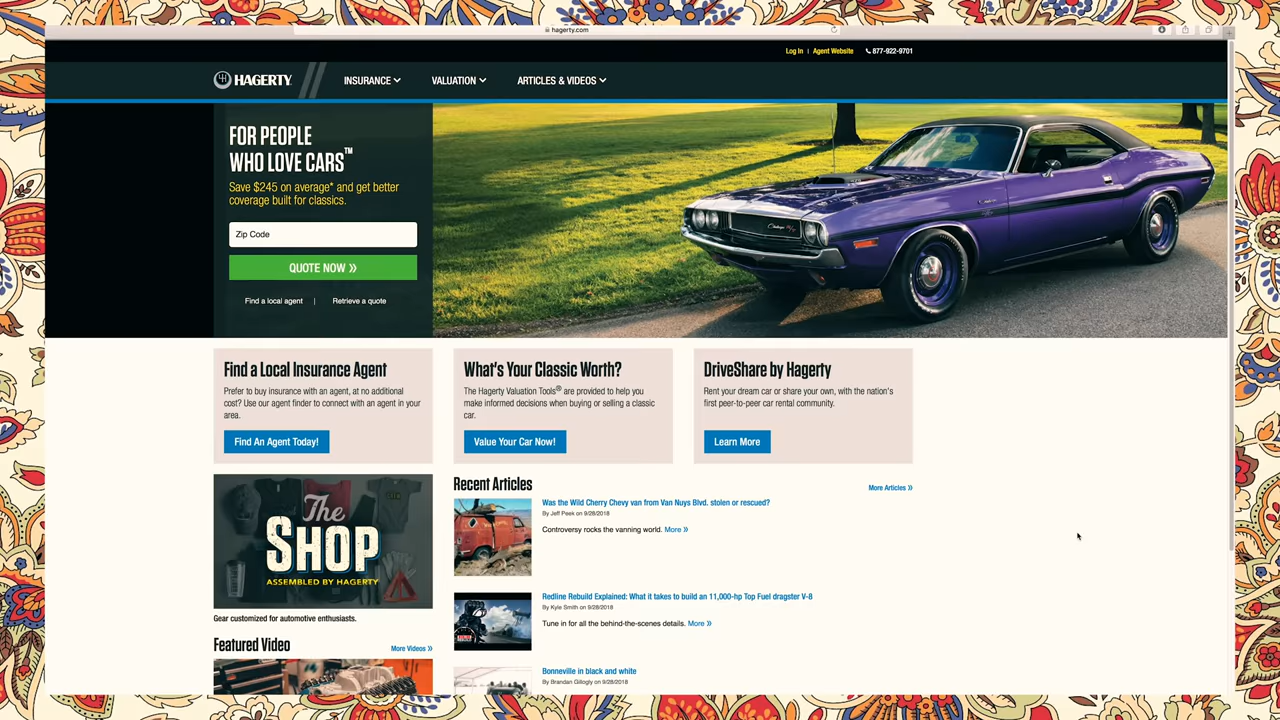 hagerty.com
Log In | Agent Website 877-922-9701
HAGERTY INSURANCE VALUATION ARTICLES & VIDEOS
FOR PEOPLE
WHO LOVE CARS™
Save $245 on average* and get better
coverage built for classics.
Zip Code
QUOTE NOW »
Find a local agent | Retrieve a quote
Challenger R/T
Find a Local Insurance Agent
Prefer to buy insurance with an agent, at no additional
cost? Use our agent finder to connect with an agent in your
area.
Find An Agent Today!
What's Your Classic Worth?
The Hagerty Valuation Tools® are provided to help you
make informed decisions when buying or selling a classic
car.
Value Your Car Now!
DriveShare by Hagerty
Rent your dream car or share your own, with the nation's
first peer-to-peer car rental community.
Learn More
The
SHOP
ASSEMBLED BY HAGERTY
Gear customized for automotive enthusiasts.
Featured Video
More Videos »
Recent Articles
More Articles »
Was the Wild Cherry Chevy van from Van Nuys Blvd. stolen or rescued?
By Jeff Peek on 9/28/2018
Controversy rocks the vanning world. More »
Redline Rebuild Explained: What it takes to build an 11,000-hp Top Fuel dragster V-8
By Kyle Smith on 9/28/2018
Tune in for all the behind-the-scenes details. More »
Bonneville in black and white
By Brandan Gillogly on 9/28/2018